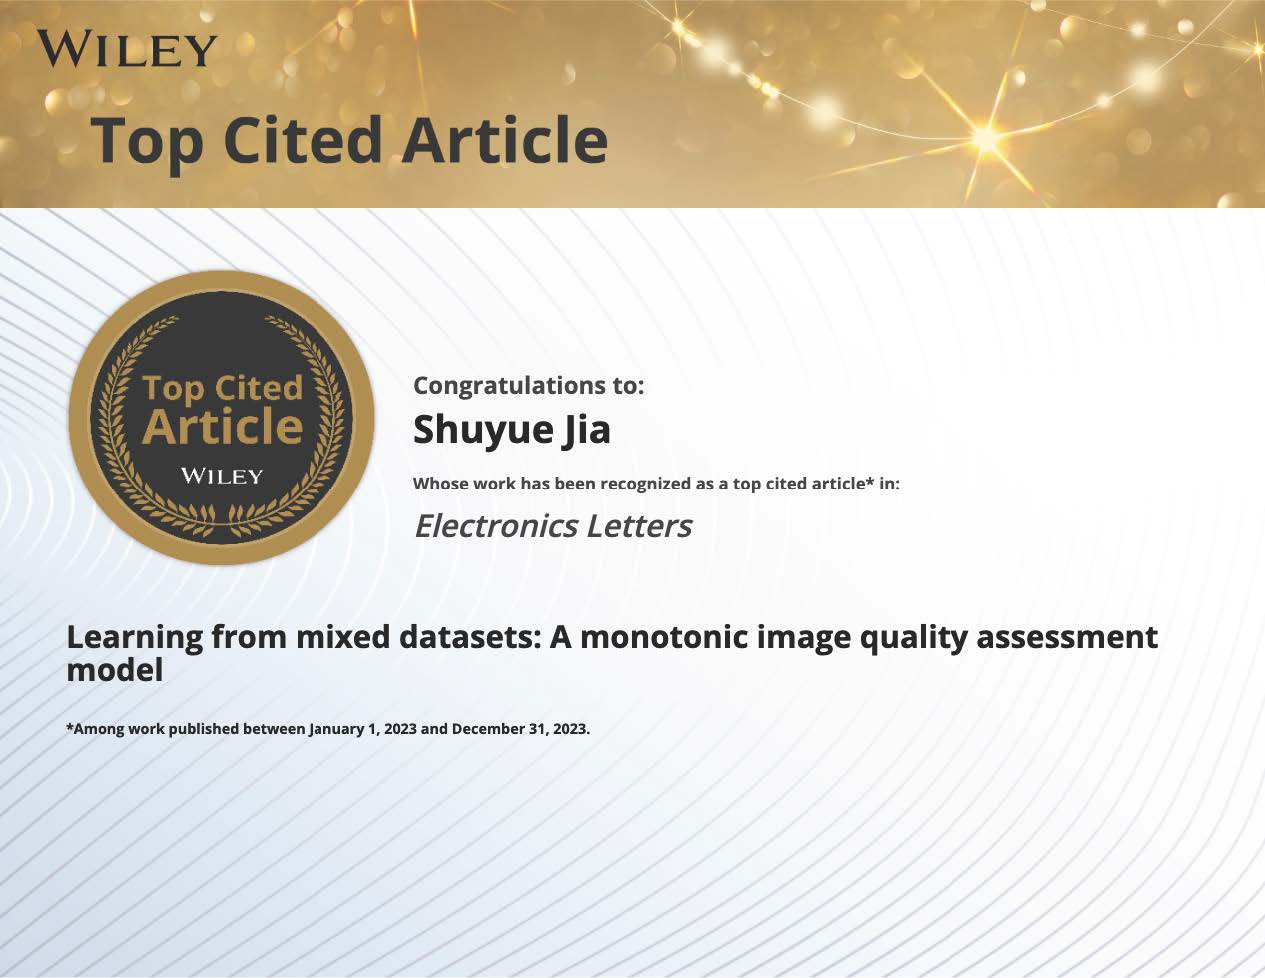 WILEY
Top Cited Article
Top Cited
Article
WILEY
Congratulations to:
Shuyue Jia
Whose work has been recognized as a top cited article* in:
Electronics Letters
Learning from mixed datasets: A monotonic image quality assessment
model
*Among work published between January 1, 2023 and December 31, 2023.